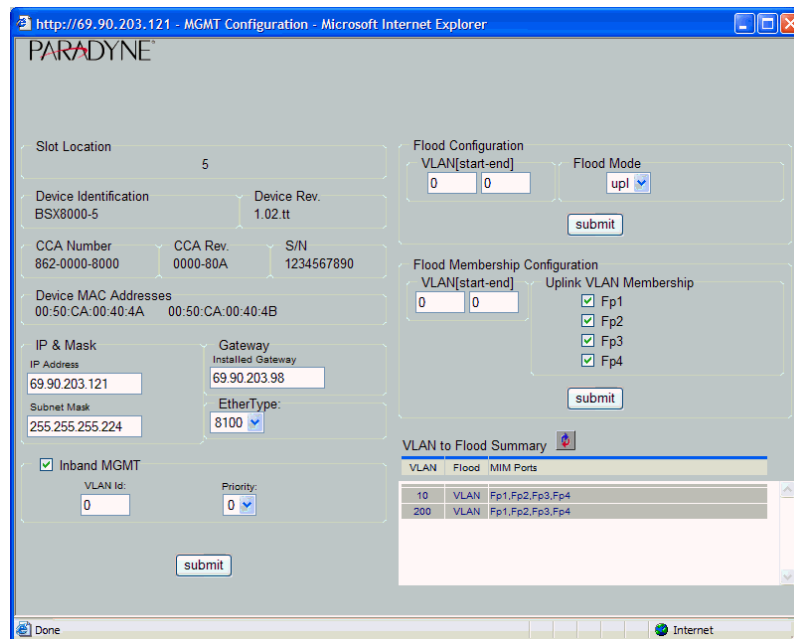 http://69.90.203.121 - MGMT Configuration - Microsoft Internet Explorer
PARADYNE
Slot Location
5
Device Identification
BSX8000-5
Device Rev.
1.02.tt
CCA Number
862-0000-8000
CCA Rev.
0000-80A
S/N
1234567890
Device MAC Addresses
00:50:CA:00:40:4A 00:50:CA:00:40:4B
IP & Mask
IP Address
69.90.203.121
Subnet Mask
255.255.255.224
Gateway
Installed Gateway
69.90.203.98
EtherType:
8100
Inband MGMT
VLAN Id:
0
Priority:
0
submit
Flood Configuration
VLAN[start-end]
0 0
Flood Mode
upl
submit
Flood Membership Configuration
VLAN[start-end]
0 0
Uplink VLAN Membership
Fp1
Fp2
Fp3
Fp4
submit
VLAN to Flood Summary
VLAN Flood MIM Ports
10 VLAN Fp1,Fp2,Fp3,Fp4
200 VLAN Fp1,Fp2,Fp3,Fp4
Done
Internet